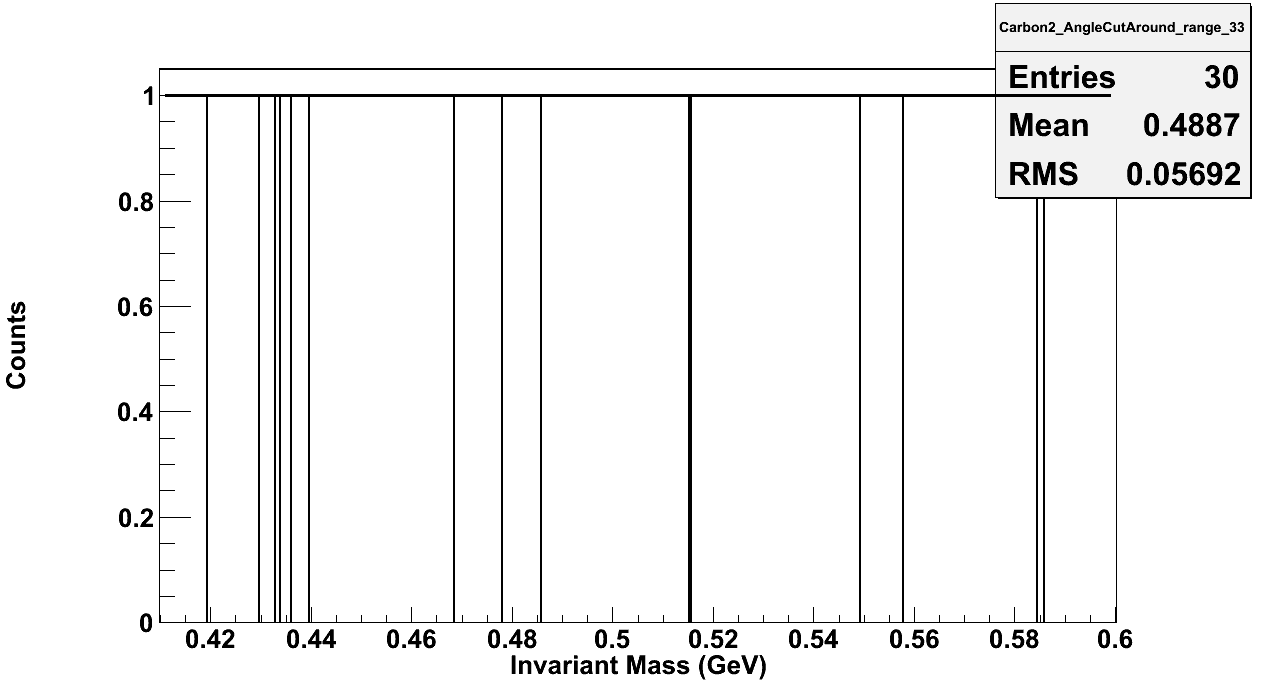 Carbon2_AngleCutAround_range_33
Entries 30
Mean 0.4887
RMS 0.05692
1
0.8
0.6
0.4
0.2
0
Counts
0.42 0.44 0.46 0.48 0.5 0.52 0.54 0.56 0.58 0.6
Invariant Mass (GeV)